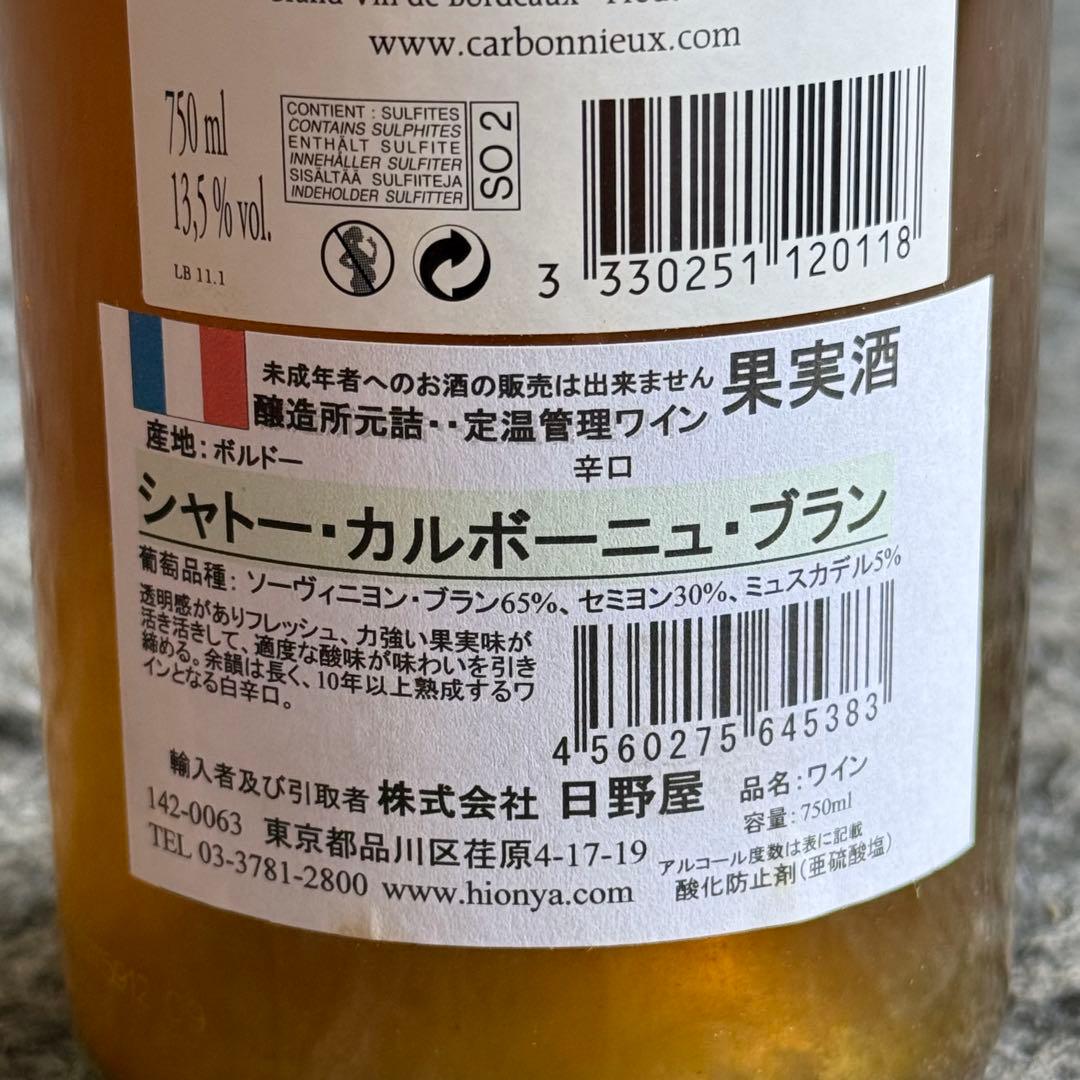 Vin de Bordeaux
www.carbonnieux.com
750 ml
13,5 % vol.
LB 11.1
CONTIENT : SULFITES
CONTAINS SULPHITES
ENTHÄLT SULFITE
INNEHÅLLER SULFITER
SISÄLTÄÄ SULFIITEJA
INDEHOLDER SULFITTER
SO 2
3 330251 120118
未成年者へのお酒の販売は出来ません
果実酒
醸造所元詰・・定温管理ワイン
産地：ボルドー
辛口
シャトー・カルボーニュ・ブラン
葡萄品種：ソーヴィニヨン・ブラン65%、セミヨン30%、ミュスカデル5%
透明感がありフレッシュ、力強い果実味が
活き活きして、適度な酸味が味わいを引き
締める。余韻は長く、10年以上熟成するワ
インとなる白辛口。
4 560275 645383
輸入者及び引取者 株式会社 日野屋
142-0063 東京都品川区荏原4-17-19
TEL 03-3781-2800 www.hionya.com
品名：ワイン
容量：750ml
アルコール度数は表に記載
酸化防止剤(亜硫酸塩)